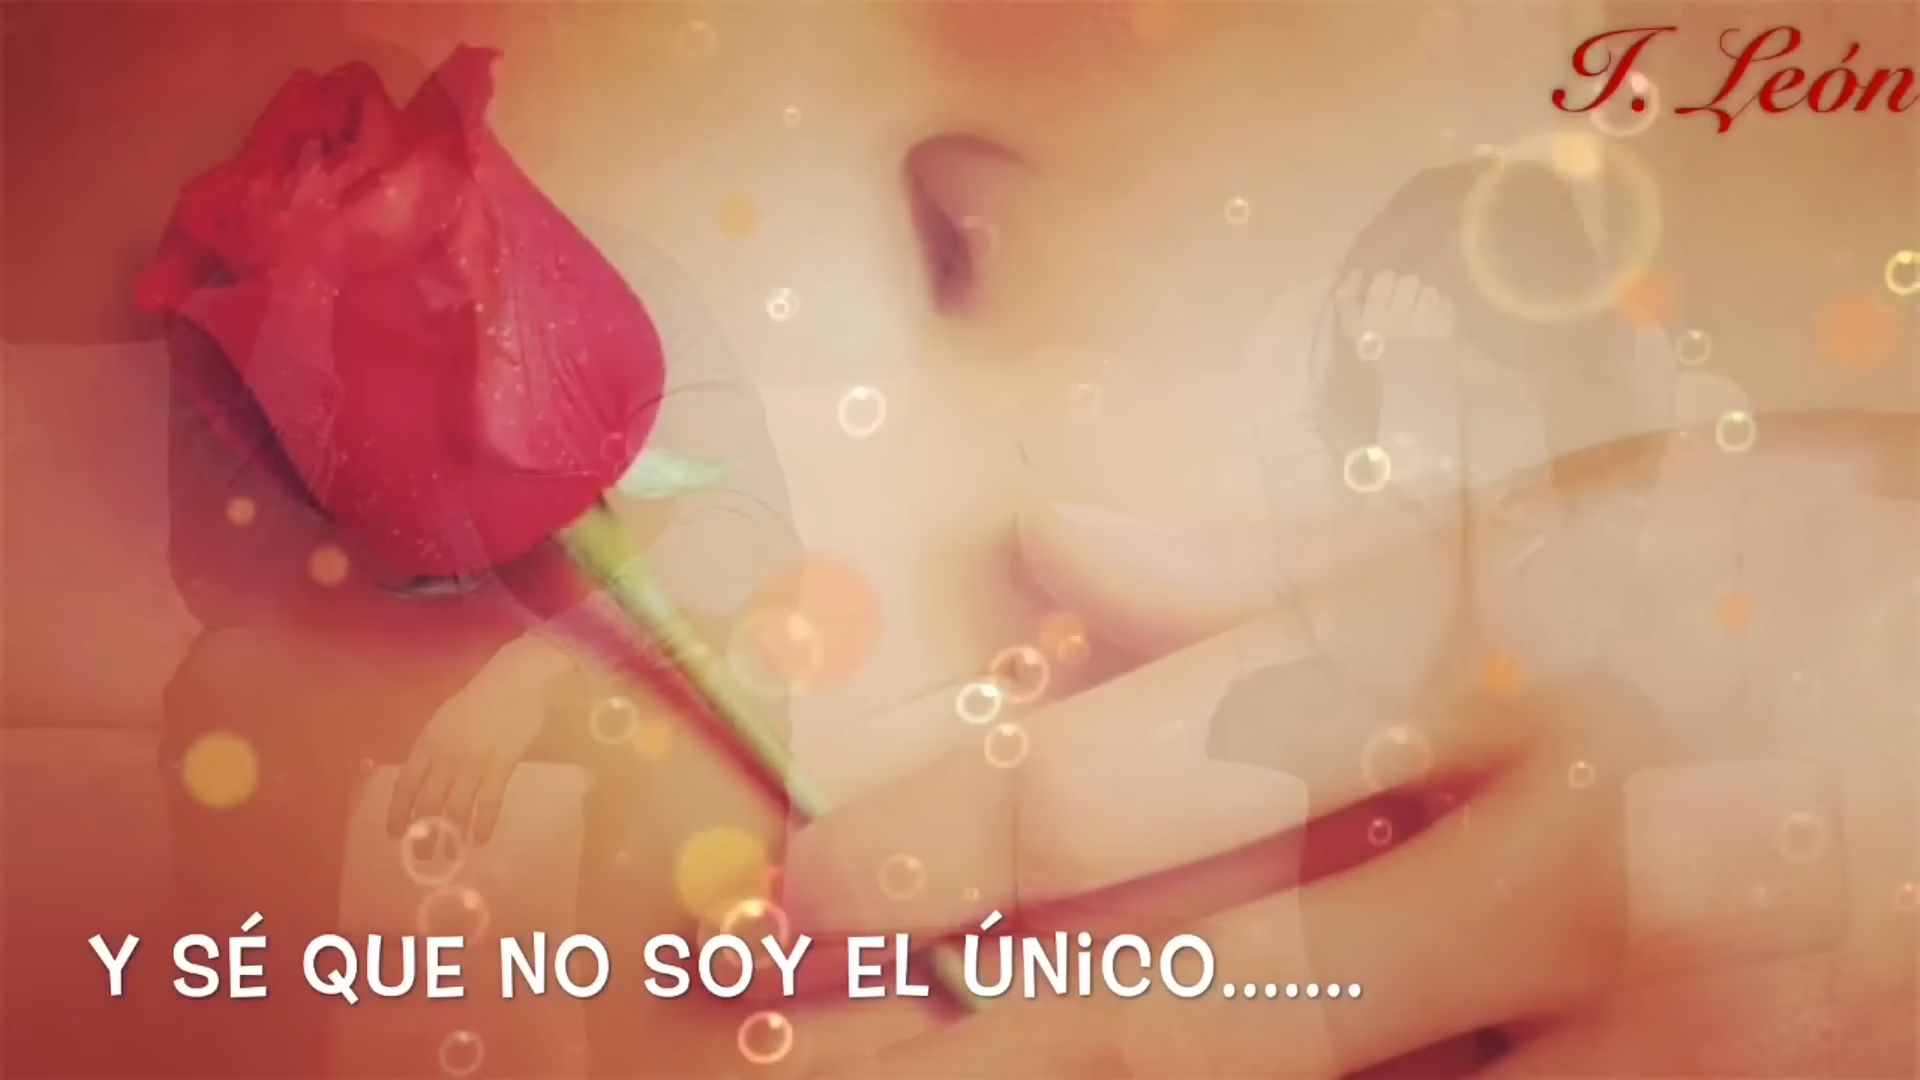 J. León
Y SÉ QUE NO SOY EL ÚNiCO.......